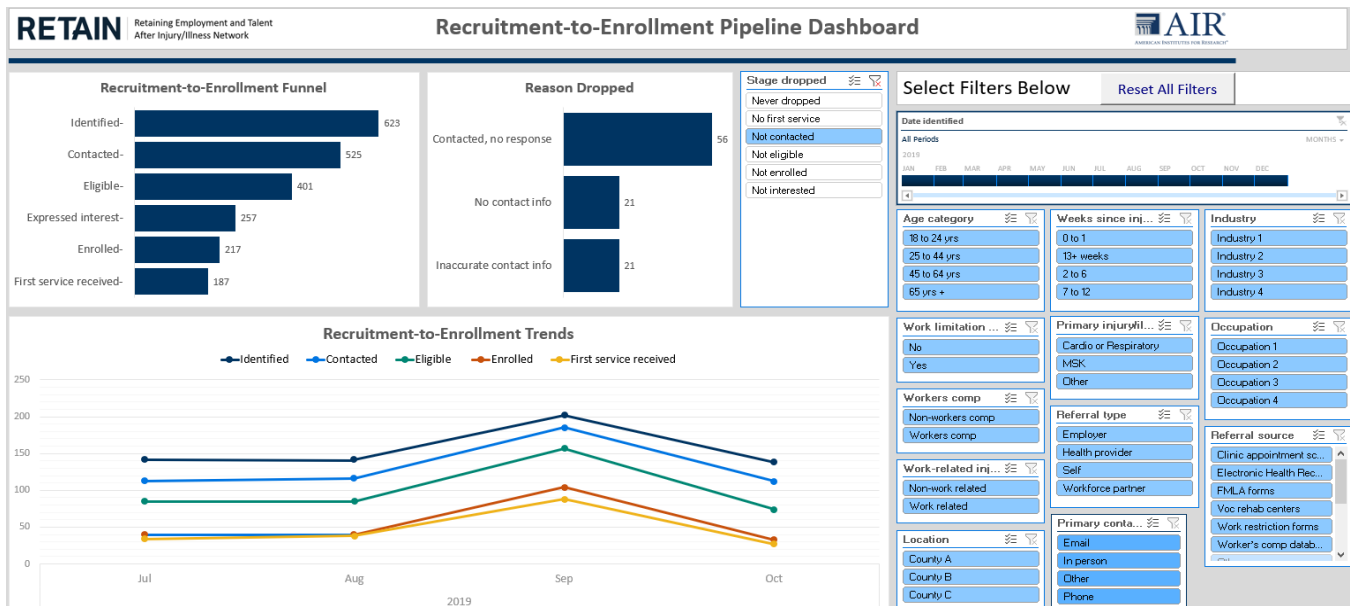 RETAIN
Retaining Employment and Talent
After Injury/Illness Network
Recruitment-to-Enrollment Pipeline Dashboard
AIR®
AMERICAN INSTITUTES FOR RESEARCH®
Recruitment-to-Enrollment Funnel
Identified- 623
Contacted- 525
Eligible- 401
Expressed interest- 257
Enrolled- 217
First service received- 187
Reason Dropped
Contacted, no response 56
No contact info 21
Inaccurate contact info 21
Stage dropped
Never dropped
No first service
Not contacted
Not eligible
Not enrolled
Not interested
Select Filters Below
Reset All Filters
Date identified
All Periods MONTHS
2019
JAN FEB MAR APR MAY JUN JUL AUG SEP OCT NOV DEC
Age category
18 to 24 yrs
25 to 44 yrs
45 to 64 yrs
65 yrs +
Weeks since inj...
0 to 1
13+ weeks
2 to 6
7 to 12
Industry
Industry 1
Industry 2
Industry 3
Industry 4
Recruitment-to-Enrollment Trends
Identified Contacted Eligible Enrolled First service received
250
200
150
100
50
0
Jul Aug Sep Oct
2019
Work limitation ...
No
Yes
Primary injury/il...
Cardio or Respiratory
MSK
Other
Occupation
Occupation 1
Occupation 2
Occupation 3
Occupation 4
Workers comp
Non-workers comp
Workers comp
Referral type
Employer
Health provider
Self
Workforce partner
Referral source
Clinic appointment sc...
Electronic Health Rec...
FMLA forms
Voc rehab centers
Work restriction forms
Worker's comp datab...
Work-related inj...
Non-work related
Work related
Primary conta...
Email
In person
Other
Phone
Location
County A
County B
County C